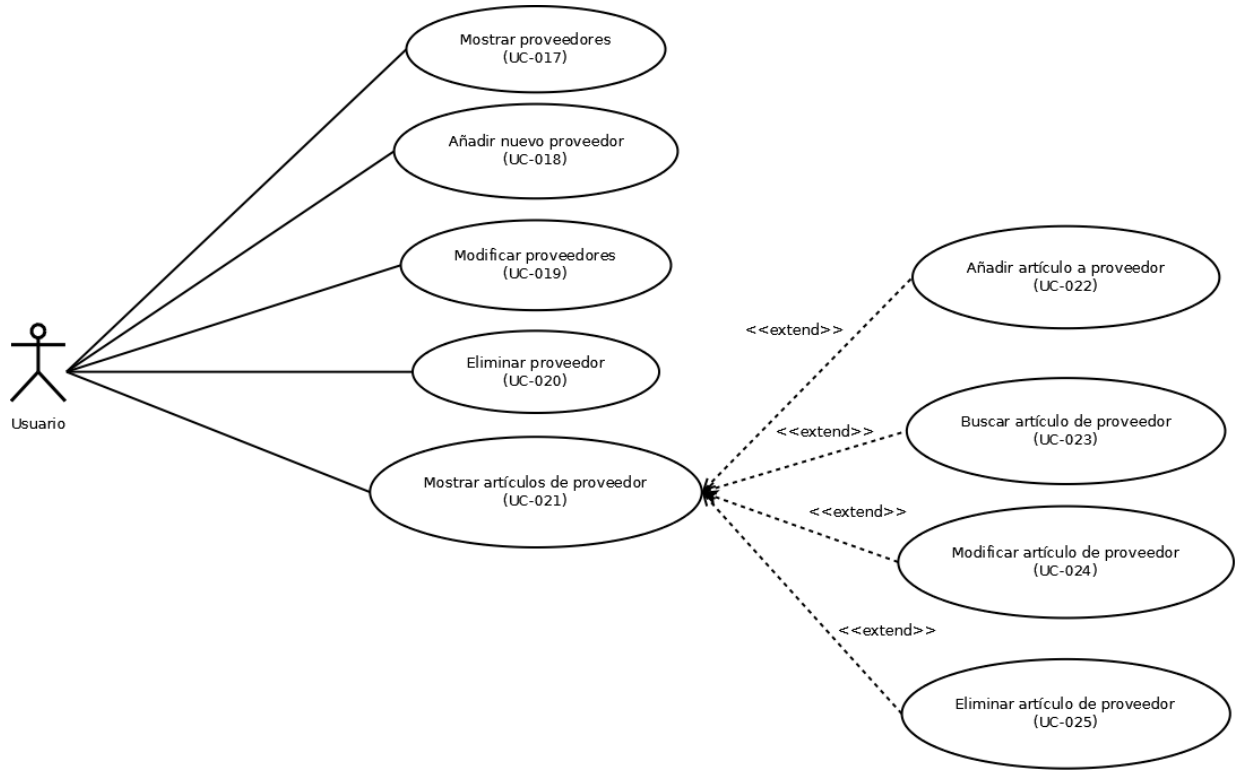 Mostrar proveedores
(UC-017)
Añadir nuevo proveedor
(UC-018)
Modificar proveedores
(UC-019)
Eliminar proveedor
(UC-020)
Mostrar artículos de proveedor
(UC-021)
Usuario
Añadir artículo a proveedor
(UC-022)
<<extend>>
Buscar artículo de proveedor
(UC-023)
<<extend>>
Modificar artículo de proveedor
(UC-024)
<<extend>>
Eliminar artículo de proveedor
(UC-025)
<<extend>>